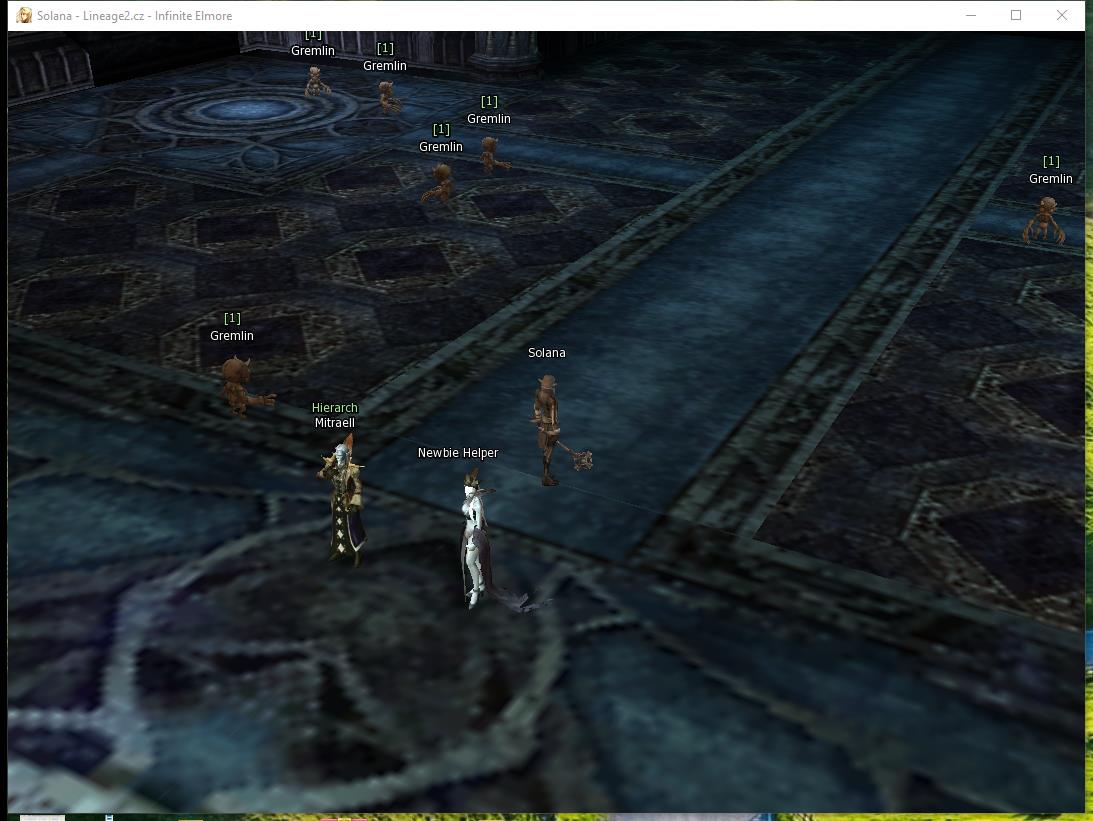 Solana - Lineage2.cz - Infinite Elmore
[1]
Gremlin
[1]
Gremlin
[1]
Gremlin
[1]
Gremlin
[1]
Gremlin
[1]
Gremlin
Solana
Hierarch
Mitraell
Newbie Helper